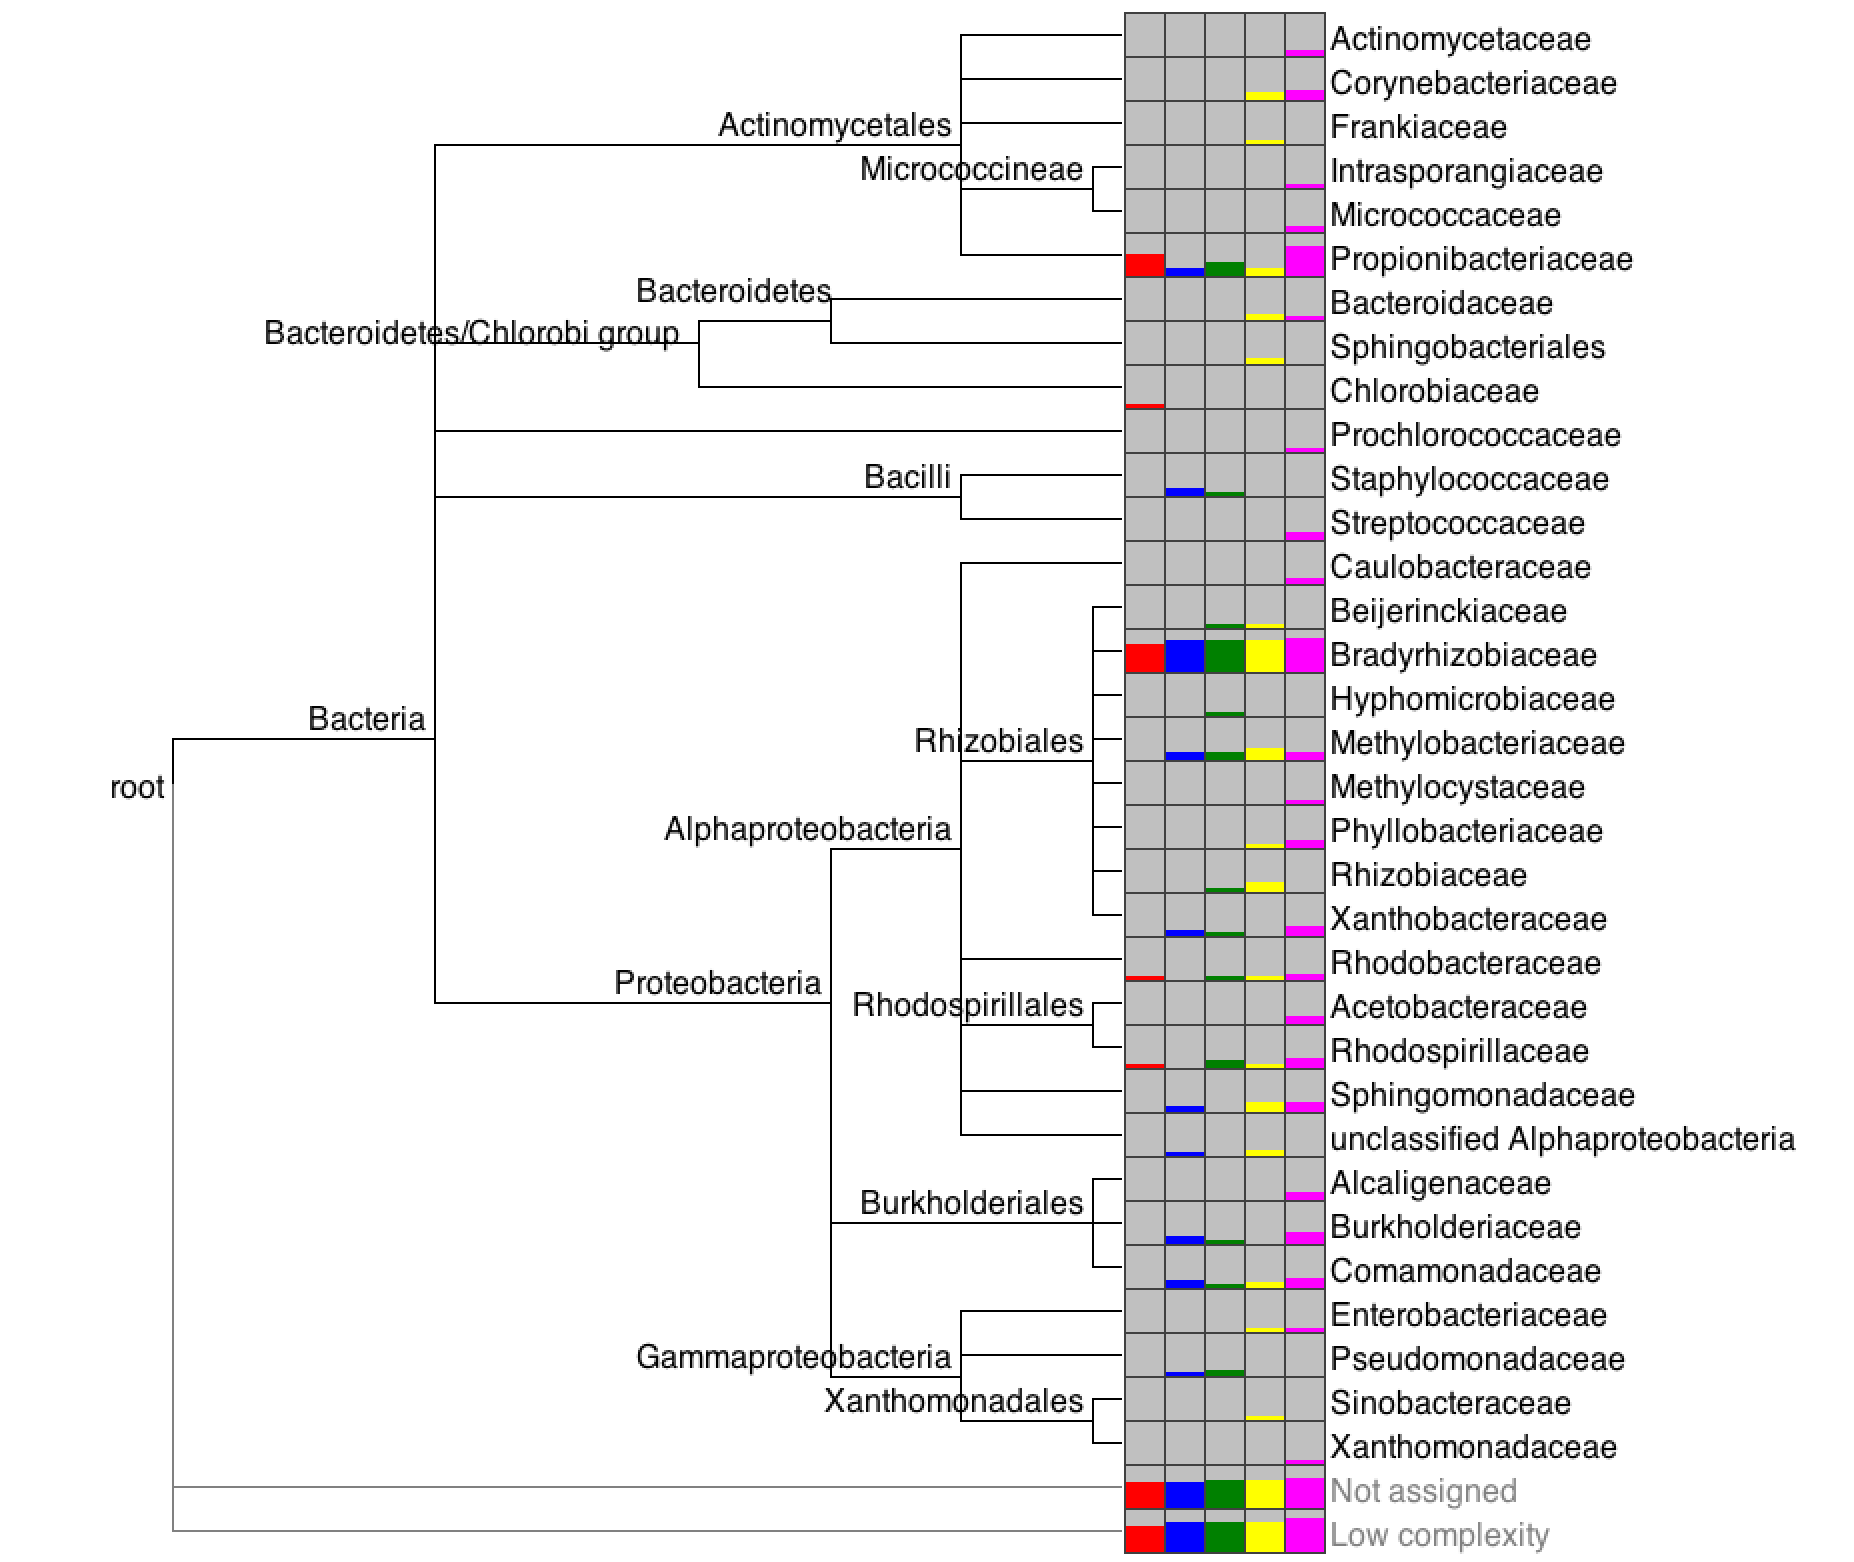 Actinomycetaceae
Corynebacteriaceae
Actinomycetales
Frankiaceae
Micrococcineae
Intrasporangiaceae
Micrococcaceae
Propionibacteriaceae
Bacteroidetes
Bacteroidaceae
Bacteroidetes/Chlorobi group
Sphingobacteriales
Chlorobiaceae
Prochlorococcaceae
Bacilli
Staphylococcaceae
Streptococcaceae
Caulobacteraceae
Beijerinckiaceae
Bradyrhizobiaceae
Hyphomicrobiaceae
Bacteria
Rhizobiales
Methylobacteriaceae
root
Methylocystaceae
Alphaproteobacteria
Phyllobacteriaceae
Rhizobiaceae
Xanthobacteraceae
Rhodobacteraceae
Proteobacteria
Rhodospirillales
Acetobacteraceae
Rhodospirillaceae
Sphingomonadaceae
unclassified Alphaproteobacteria
Alcaligenaceae
Burkholderiales
Burkholderiaceae
Comamonadaceae
Enterobacteriaceae
Gammaproteobacteria
Pseudomonadaceae
Xanthomonadales
Sinobacteraceae
Xanthomonadaceae
Not assigned
Low complexity